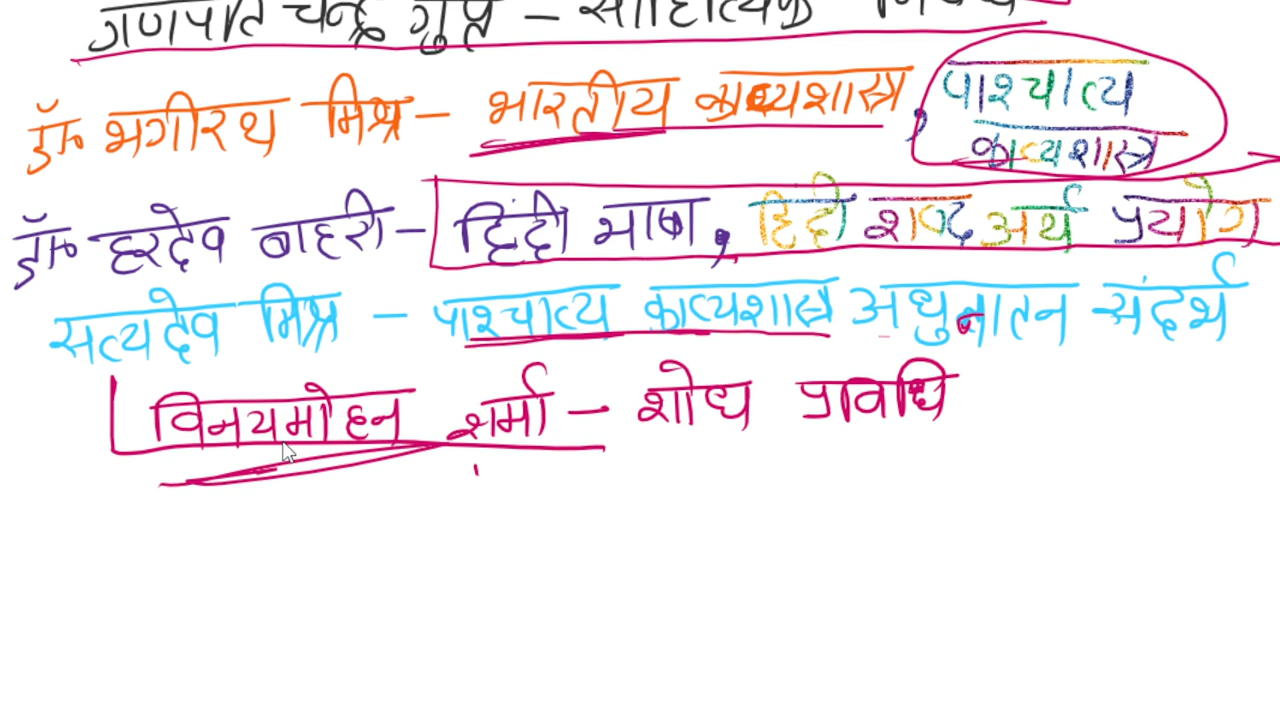 गणपति चन्द्र गुप्त – साहित्यिक निबंध
डॉ॰ भगीरथ मिश्र – भारतीय काव्यशास्त्र, पाश्चात्य
काव्यशास्त्र
डॉ॰ हरदेव बाहरी – हिंदी भाषा, हिंदी शब्द अर्थ प्रयोग
सत्यदेव मिश्र – पाश्चात्य काव्यशास्त्र अधुनातन संदर्भ
विनयमोहन शर्मा – शोध प्रविधि